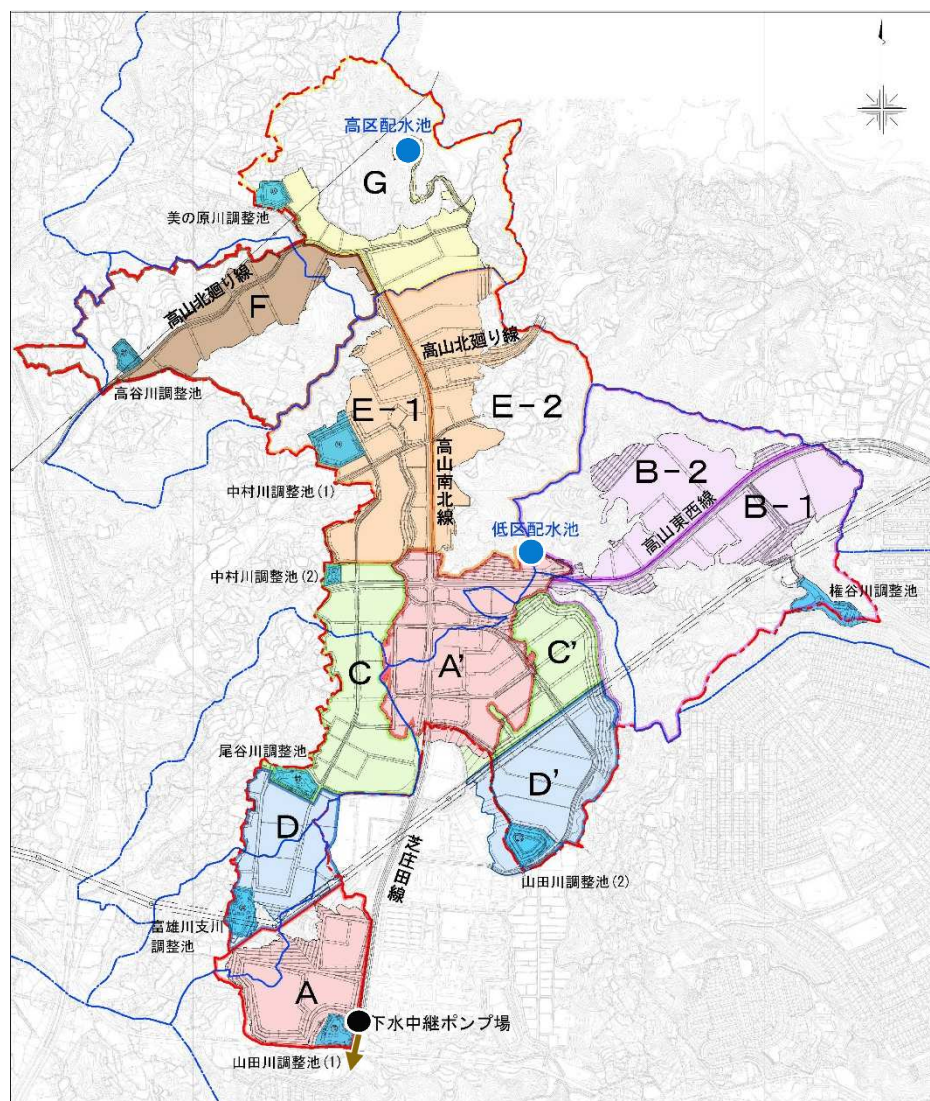 高区配水池
G
美の原川調整池
高山北廻り線
F
高谷川調整池
高山北廻り線
E-1
E-2
高山南北線
中村川調整池(1)
B-2
B-1
高山東西線
低区配水池
中村川調整池(2)
権谷川調整池
C
A'
C'
尾谷川調整池
D
D'
芝庄田線
山田川調整池(2)
富雄川支川
調整池
A
下水中継ポンプ場
山田川調整池(1)